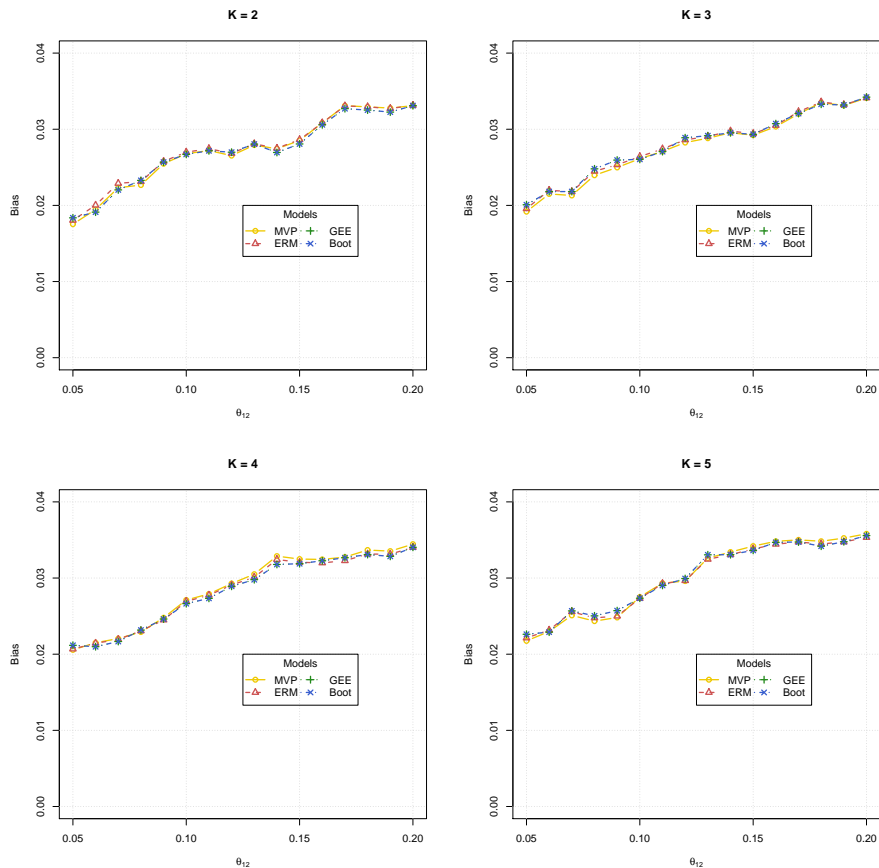 K = 2
0.04
0.03
0.02
0.01
0.00
Bias
Models
MVP GEE
ERM Boot
0.05 0.10 0.15 0.20
θ12
K = 3
0.04
0.03
0.02
0.01
0.00
Bias
Models
MVP GEE
ERM Boot
0.05 0.10 0.15 0.20
θ12
K = 4
0.04
0.03
0.02
0.01
0.00
Bias
Models
MVP GEE
ERM Boot
0.05 0.10 0.15 0.20
θ12
K = 5
0.04
0.03
0.02
0.01
0.00
Bias
Models
MVP GEE
ERM Boot
0.05 0.10 0.15 0.20
θ12